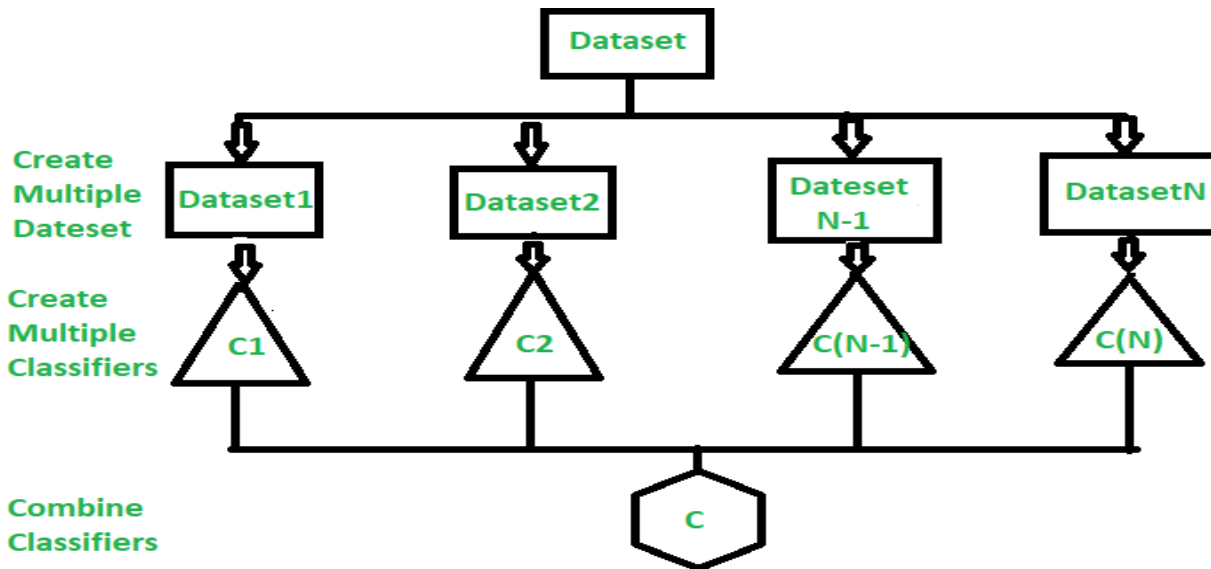 Dataset
Create
Multiple
Dateset
Dataset1
Dataset2
Dateset
N-1
DatasetN
Create
Multiple
Classifiers
C1
C2
C(N-1)
C(N)
Combine
Classifiers
C